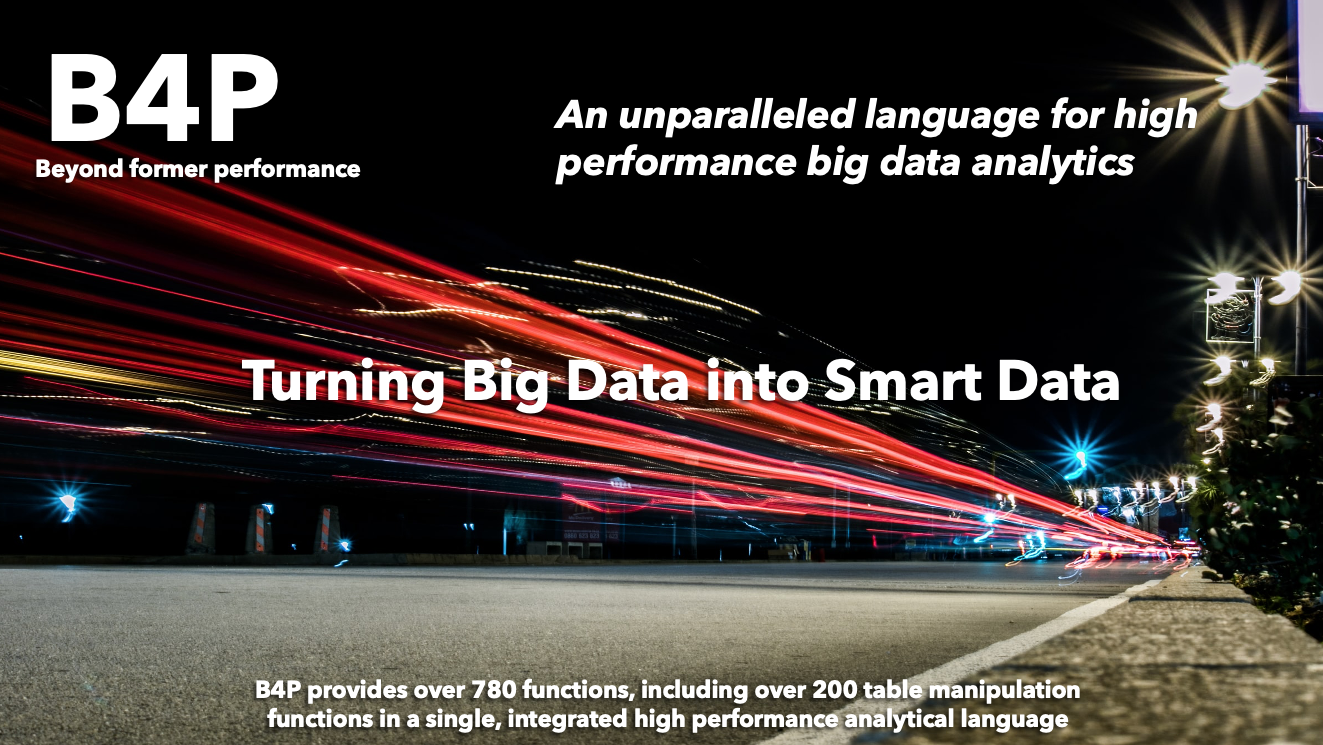 B4P
Beyond former performance
An unparalleled language for high
performance big data analytics
Turning Big Data into Smart Data
B4P provides over 780 functions, including over 200 table manipulation
functions in a single, integrated high performance analytical language